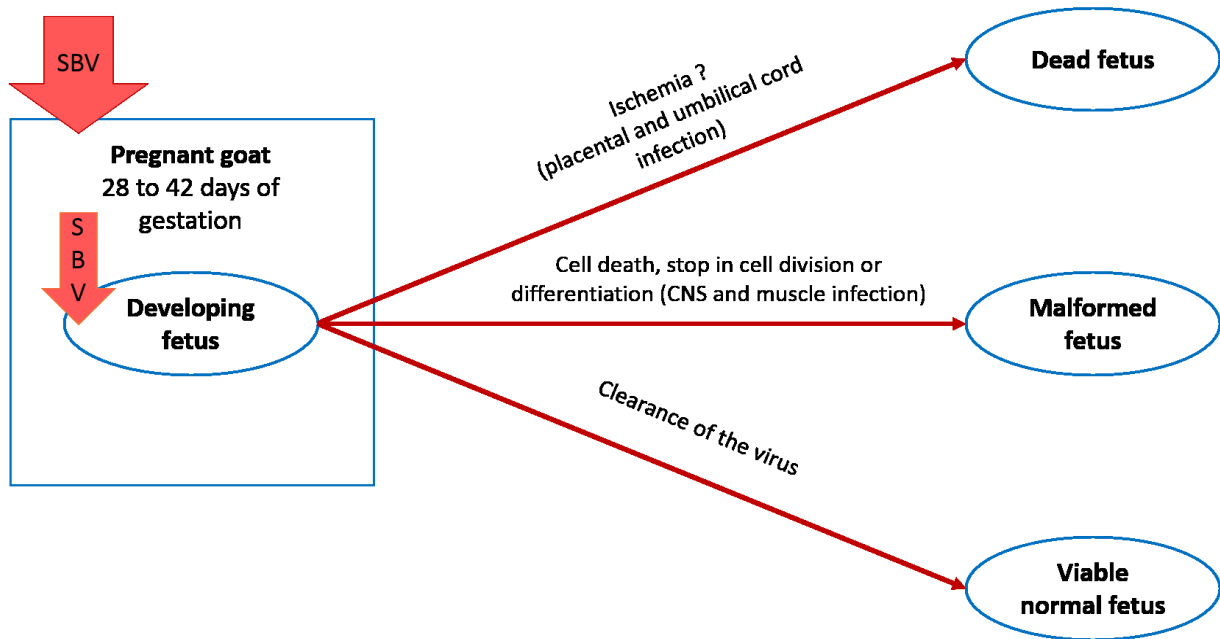 SBV
Pregnant goat
28 to 42 days of
gestation
S
B
V
Developing
fetus
Ischemia ?
(placental and umbilical cord
infection)
Dead fetus
Cell death, stop in cell division or
differentiation (CNS and muscle infection)
Malformed
fetus
Clearance of the virus
Viable
normal fetus